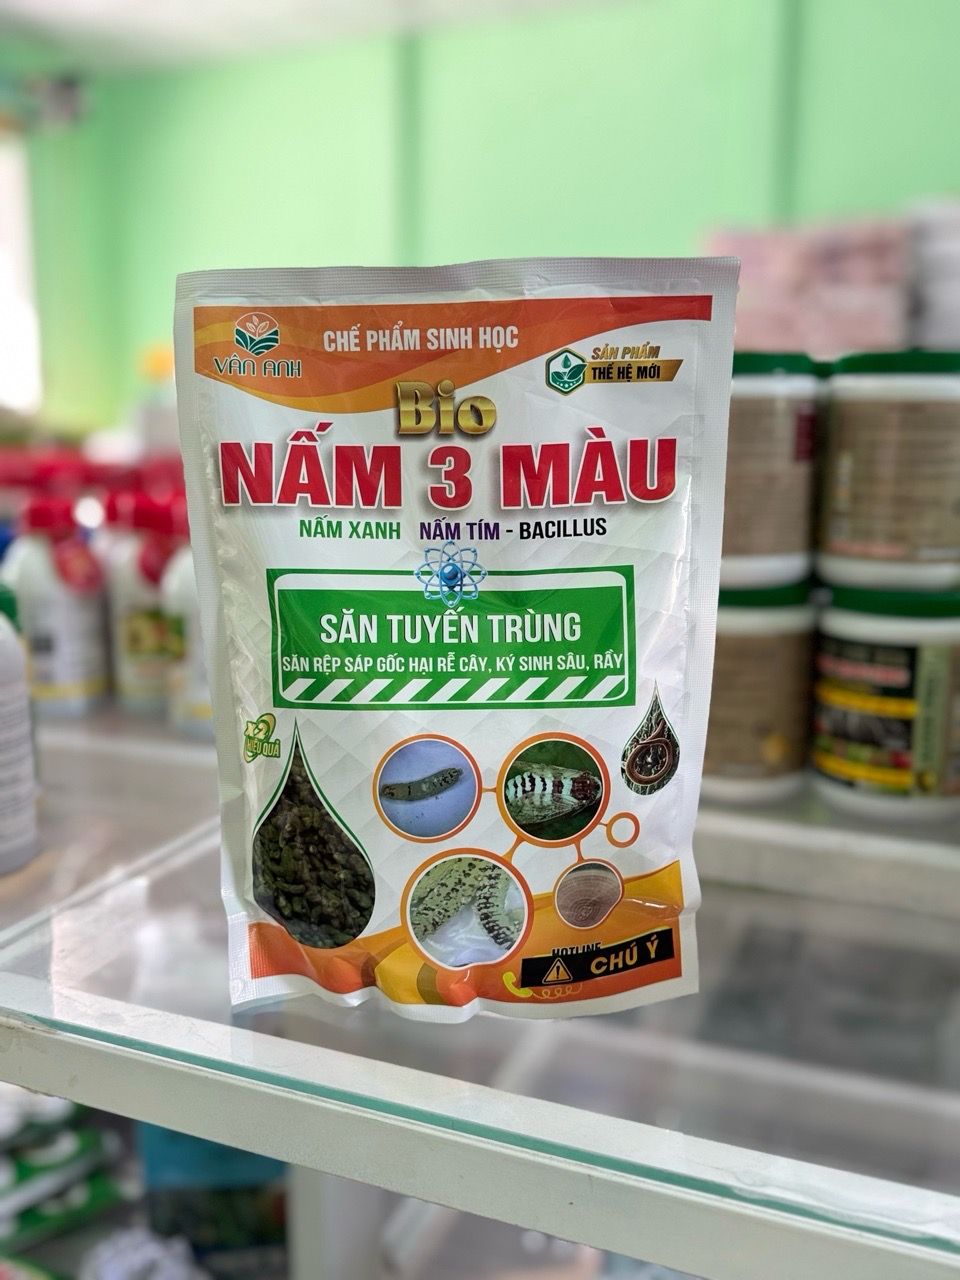 VÂN ANH
CHẾ PHẨM SINH HỌC
SẢN PHẨM
THẾ HỆ MỚI
Bio
NẤM 3 MÀU
NẤM XANH NẤM TÍM - BACILLUS
SĂN TUYẾN TRÙNG
SĂN RỆP SÁP GỐC HẠI RỄ CÂY, KÝ SINH SÂU, RẦY
X2
HIỆU QUẢ
HOTLINE
CHÚ Ý